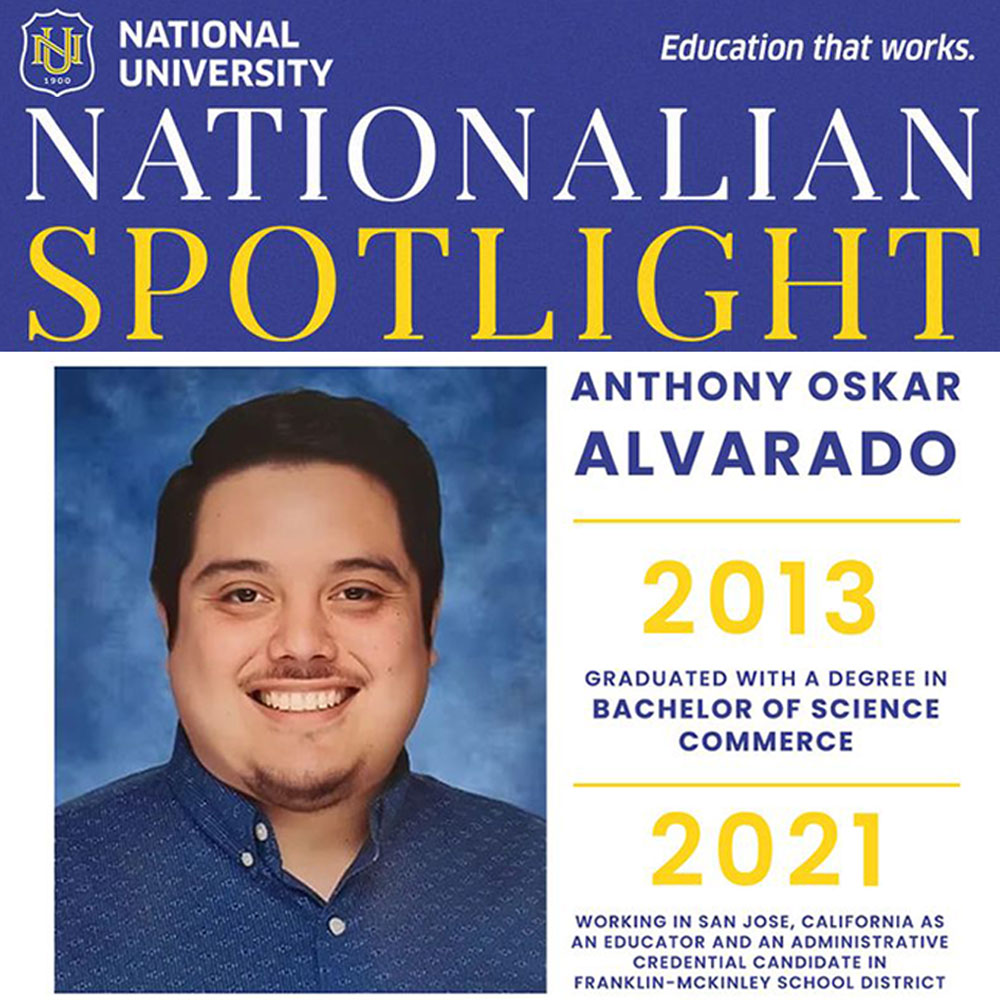 NU
1900
NATIONAL
UNIVERSITY
Education that works.
NATIONALIAN
SPOTLIGHT
ANTHONY OSKAR
ALVARADO
2013
GRADUATED WITH A DEGREE IN
BACHELOR OF SCIENCE
COMMERCE
2021
WORKING IN SAN JOSE, CALIFORNIA AS
AN EDUCATOR AND AN ADMINISTRATIVE
CREDENTIAL CANDIDATE IN
FRANKLIN-MCKINLEY SCHOOL DISTRICT